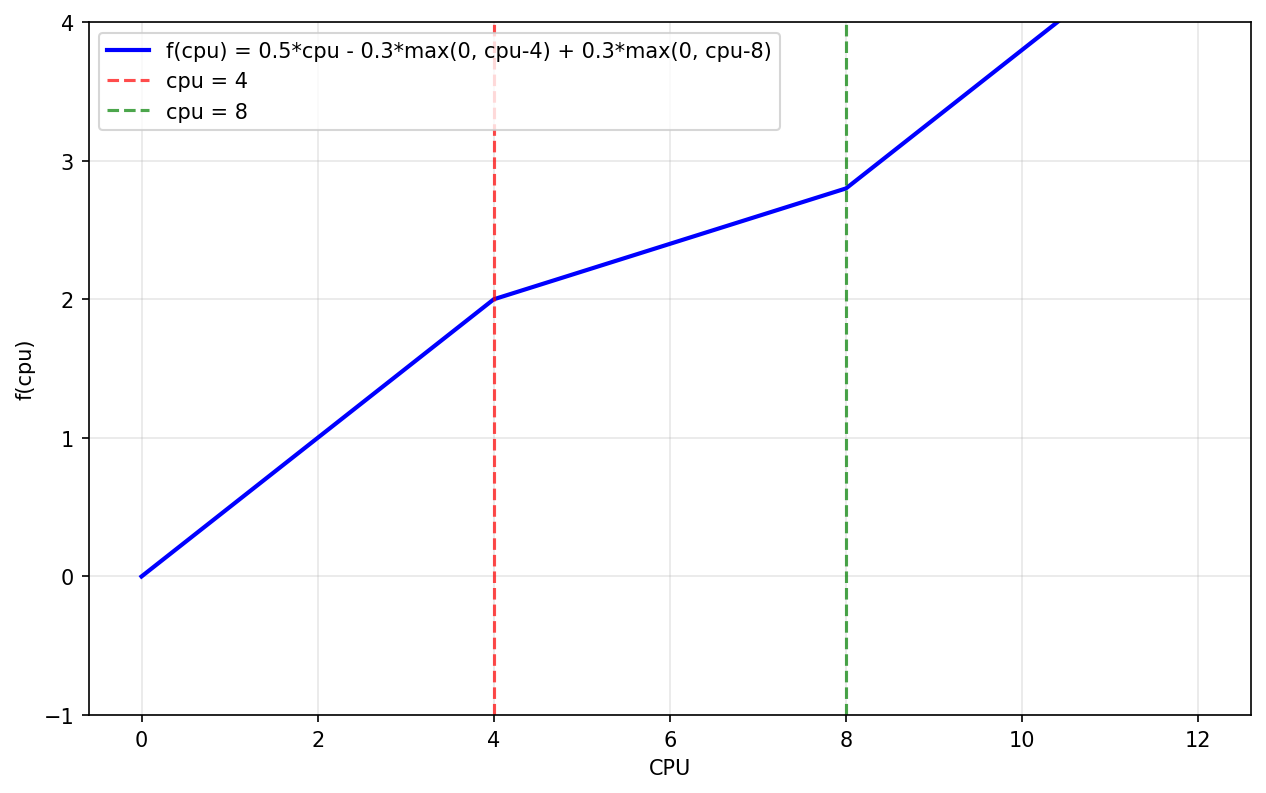 f(cpu) = 0.5*cpu - 0.3*max(0, cpu-4) + 0.3*max(0, cpu-8)
cpu = 4
cpu = 8
4
3
2
1
0
−1
f(cpu)
0 2 4 6 8 10 12
CPU